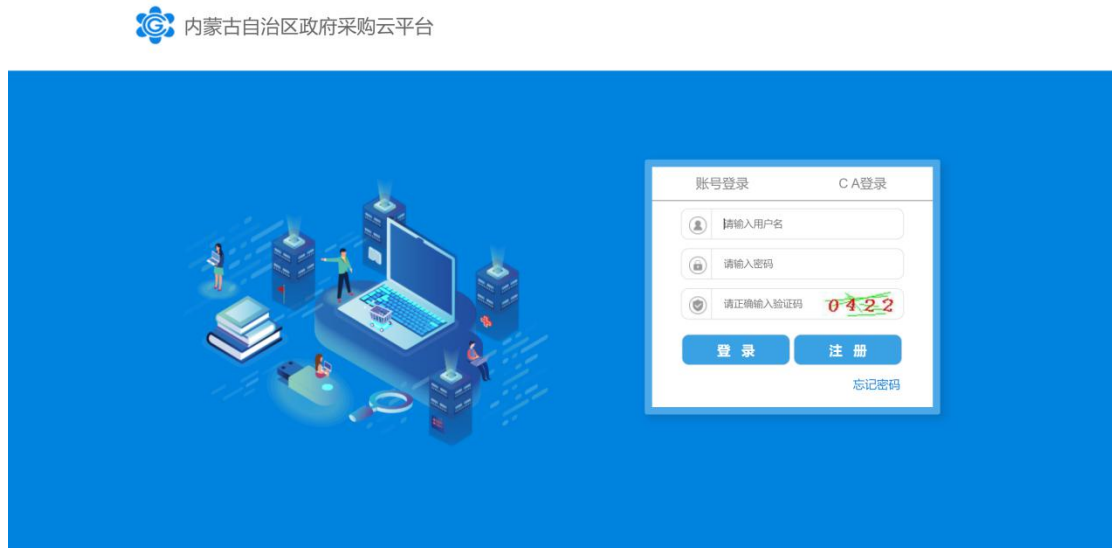 内蒙古自治区政府采购云平台
账号登录 CA登录
请输入用户名
请输入密码
请正确输入验证码 0422
登 录 注 册
忘记密码